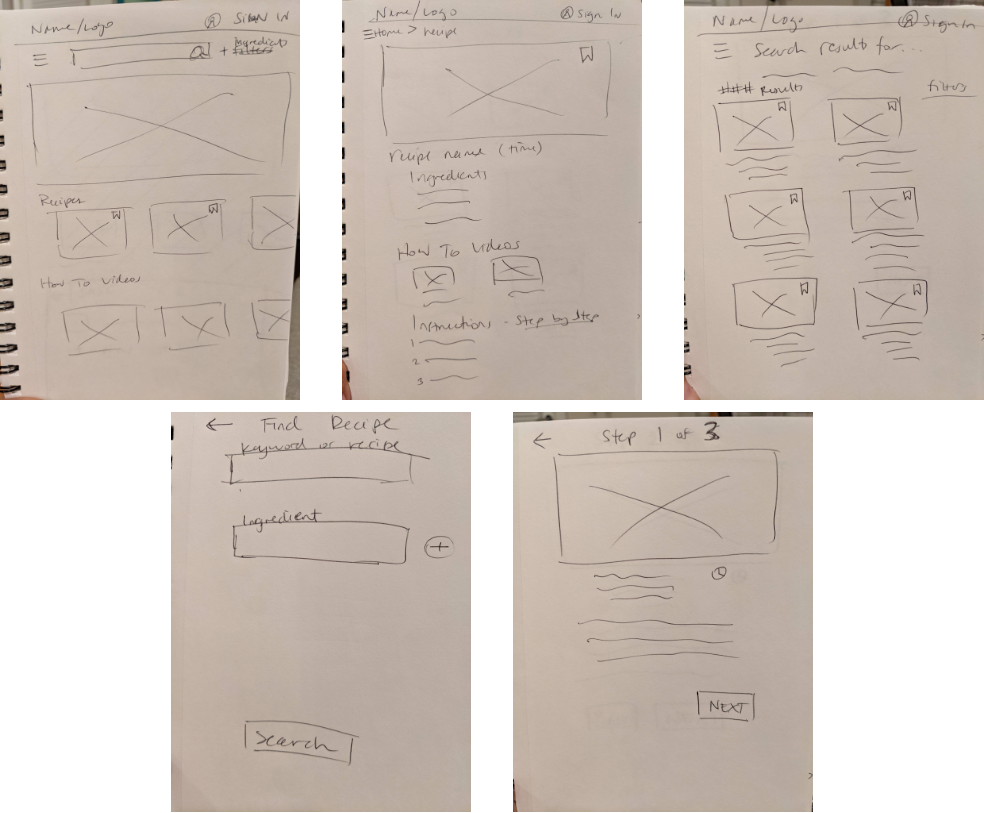 Name/Logo
SIGN IN
+ Ingredients
filters
Recipes
How To Videos
Name/Logo
Sign In
Home > recipe
recipe name (time)
Ingredients
How To Videos
Instructions - Step by Step
1
2
3
Name/Logo
Sign in
Search result for...
### Results
filters
← Find Recipe
keyword or recipe
Ingredient
+
Search
← Step 1 of 3
NEXT